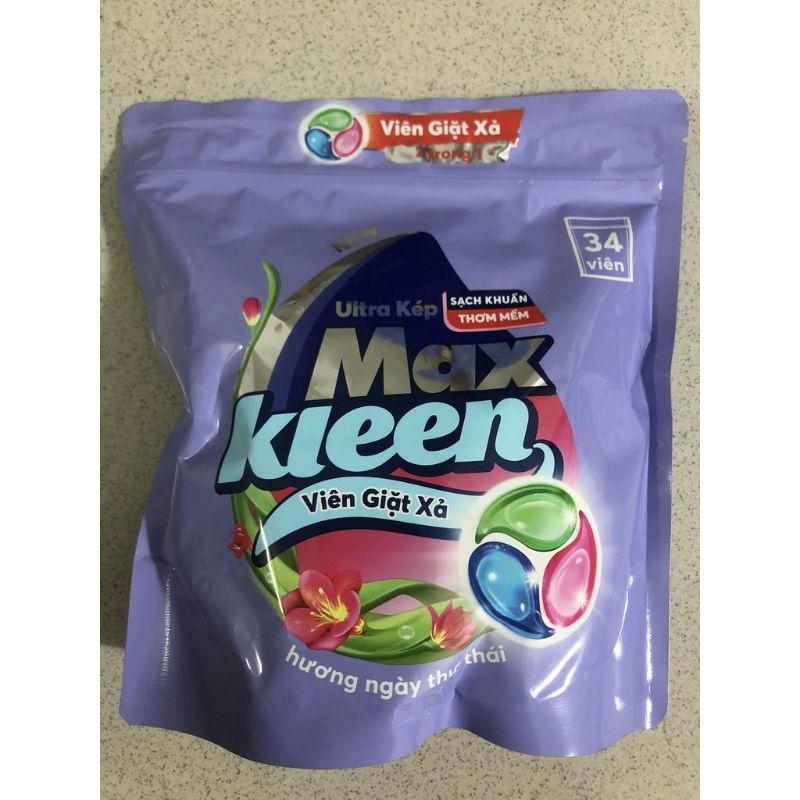 Viên Giặt Xả
2 trong 1
34
viên
NEW
Ultra Kép
SẠCH KHUẨN
THƠM MỀM
Max
kleen
Viên Giặt Xả
hương ngày thư thái